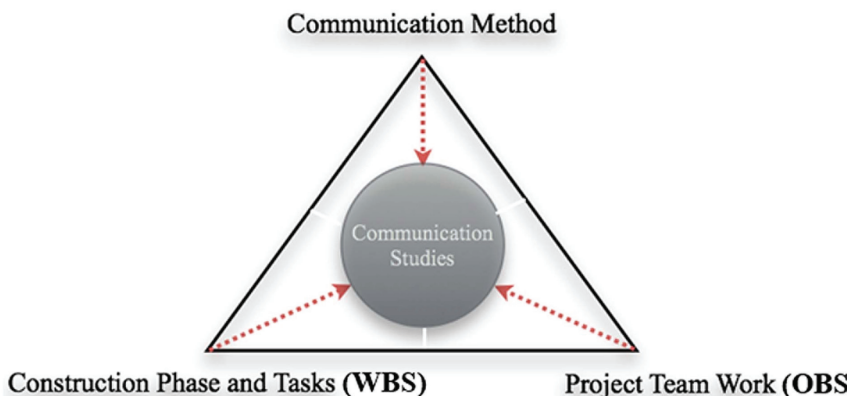 Communication Method
Communication
Studies
Construction Phase and Tasks (WBS)
Project Team Work (OBS